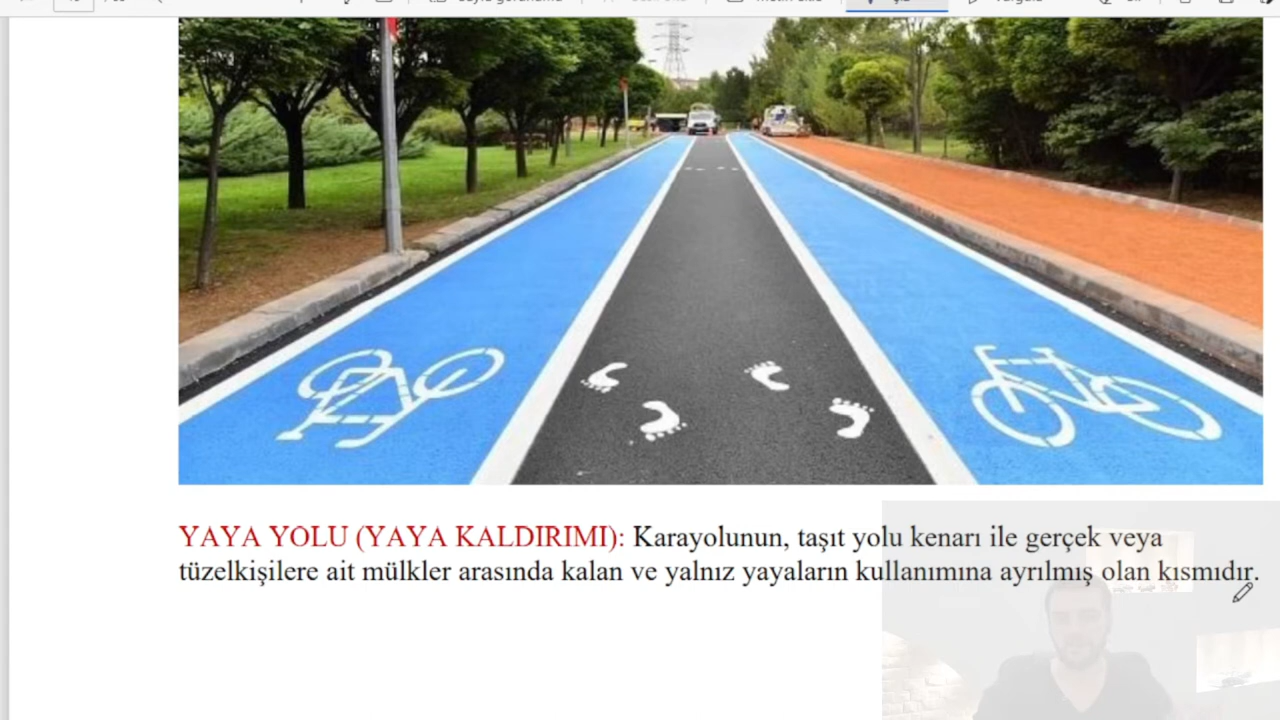 YAYA YOLU (YAYA KALDIRIMI): Karayolunun, taşıt yolu kenarı ile gerçek veya
tüzelkişilere ait mülkler arasında kalan ve yalnız yayaların kullanımına ayrılmış olan kısmıdır.